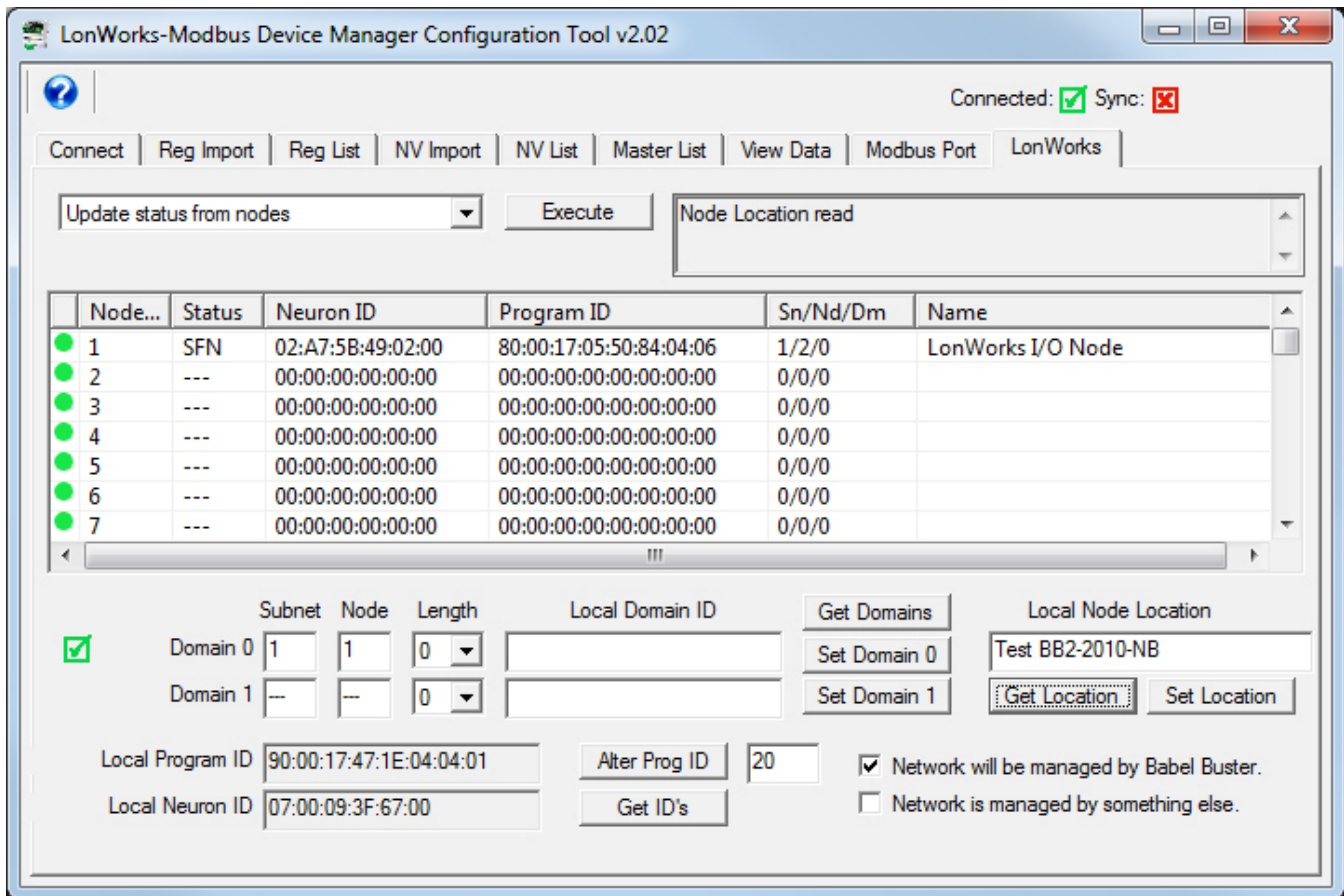 LonWorks-Modbus Device Manager Configuration Tool v2.02
Connected: Sync:
Connect Reg Import Reg List NV Import NV List Master List View Data Modbus Port LonWorks
Update status from nodes Execute Node Location read
Node... Status Neuron ID Program ID Sn/Nd/Dm Name
1 SFN 02:A7:5B:49:02:00 80:00:17:05:50:84:04:06 1/2/0 LonWorks I/O Node
2 --- 00:00:00:00:00:00 00:00:00:00:00:00:00:00 0/0/0
3 --- 00:00:00:00:00:00 00:00:00:00:00:00:00:00 0/0/0
4 --- 00:00:00:00:00:00 00:00:00:00:00:00:00:00 0/0/0
5 --- 00:00:00:00:00:00 00:00:00:00:00:00:00:00 0/0/0
6 --- 00:00:00:00:00:00 00:00:00:00:00:00:00:00 0/0/0
7 --- 00:00:00:00:00:00 00:00:00:00:00:00:00:00 0/0/0
Subnet Node Length Local Domain ID Get Domains Local Node Location
Domain 0 1 1 0 Set Domain 0 Test BB2-2010-NB
Domain 1 --- --- 0 Set Domain 1 Get Location Set Location
Local Program ID 90:00:17:47:1E:04:04:01 Alter Prog ID 20 Network will be managed by Babel Buster.
Local Neuron ID 07:00:09:3F:67:00 Get ID's Network is managed by something else.